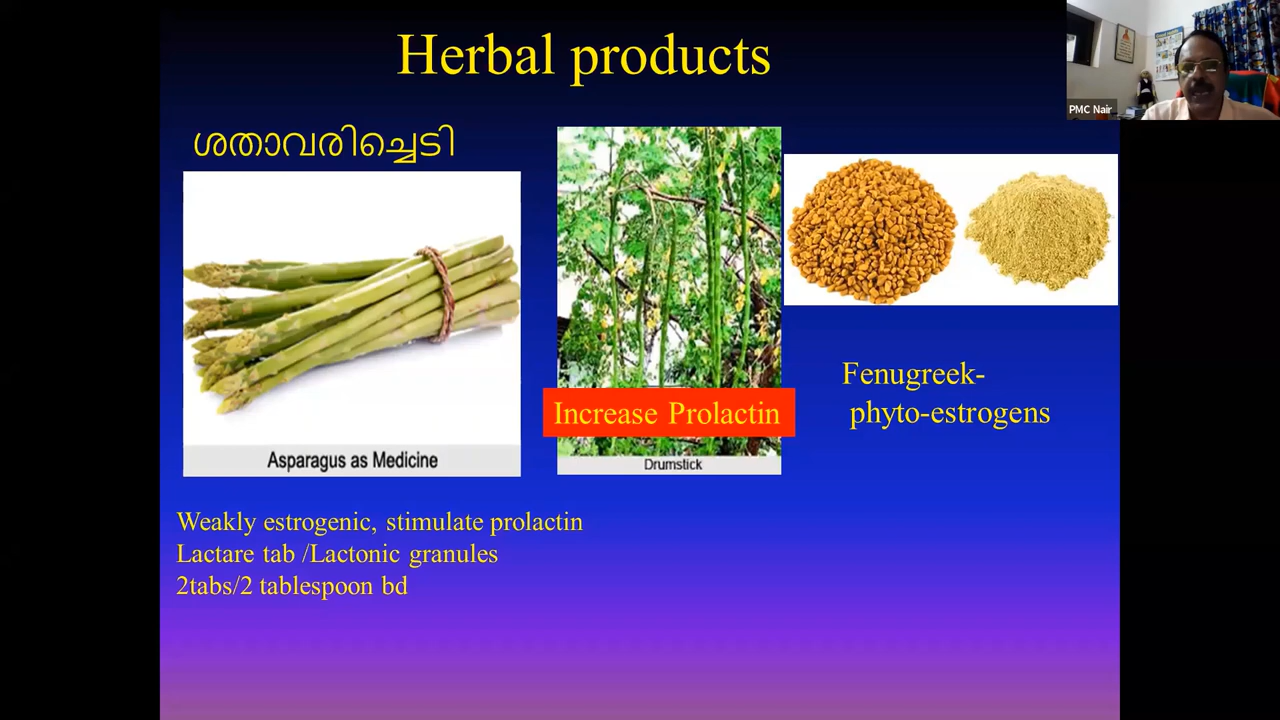 Herbal products
PMC Nair
ശതാവരിച്ചെടി
Increase Prolactin
Fenugreek-
phyto-estrogens
Asparagus as Medicine
Drumstick
Weakly estrogenic, stimulate prolactin
Lactare tab /Lactonic granules
2tabs/2 tablespoon bd